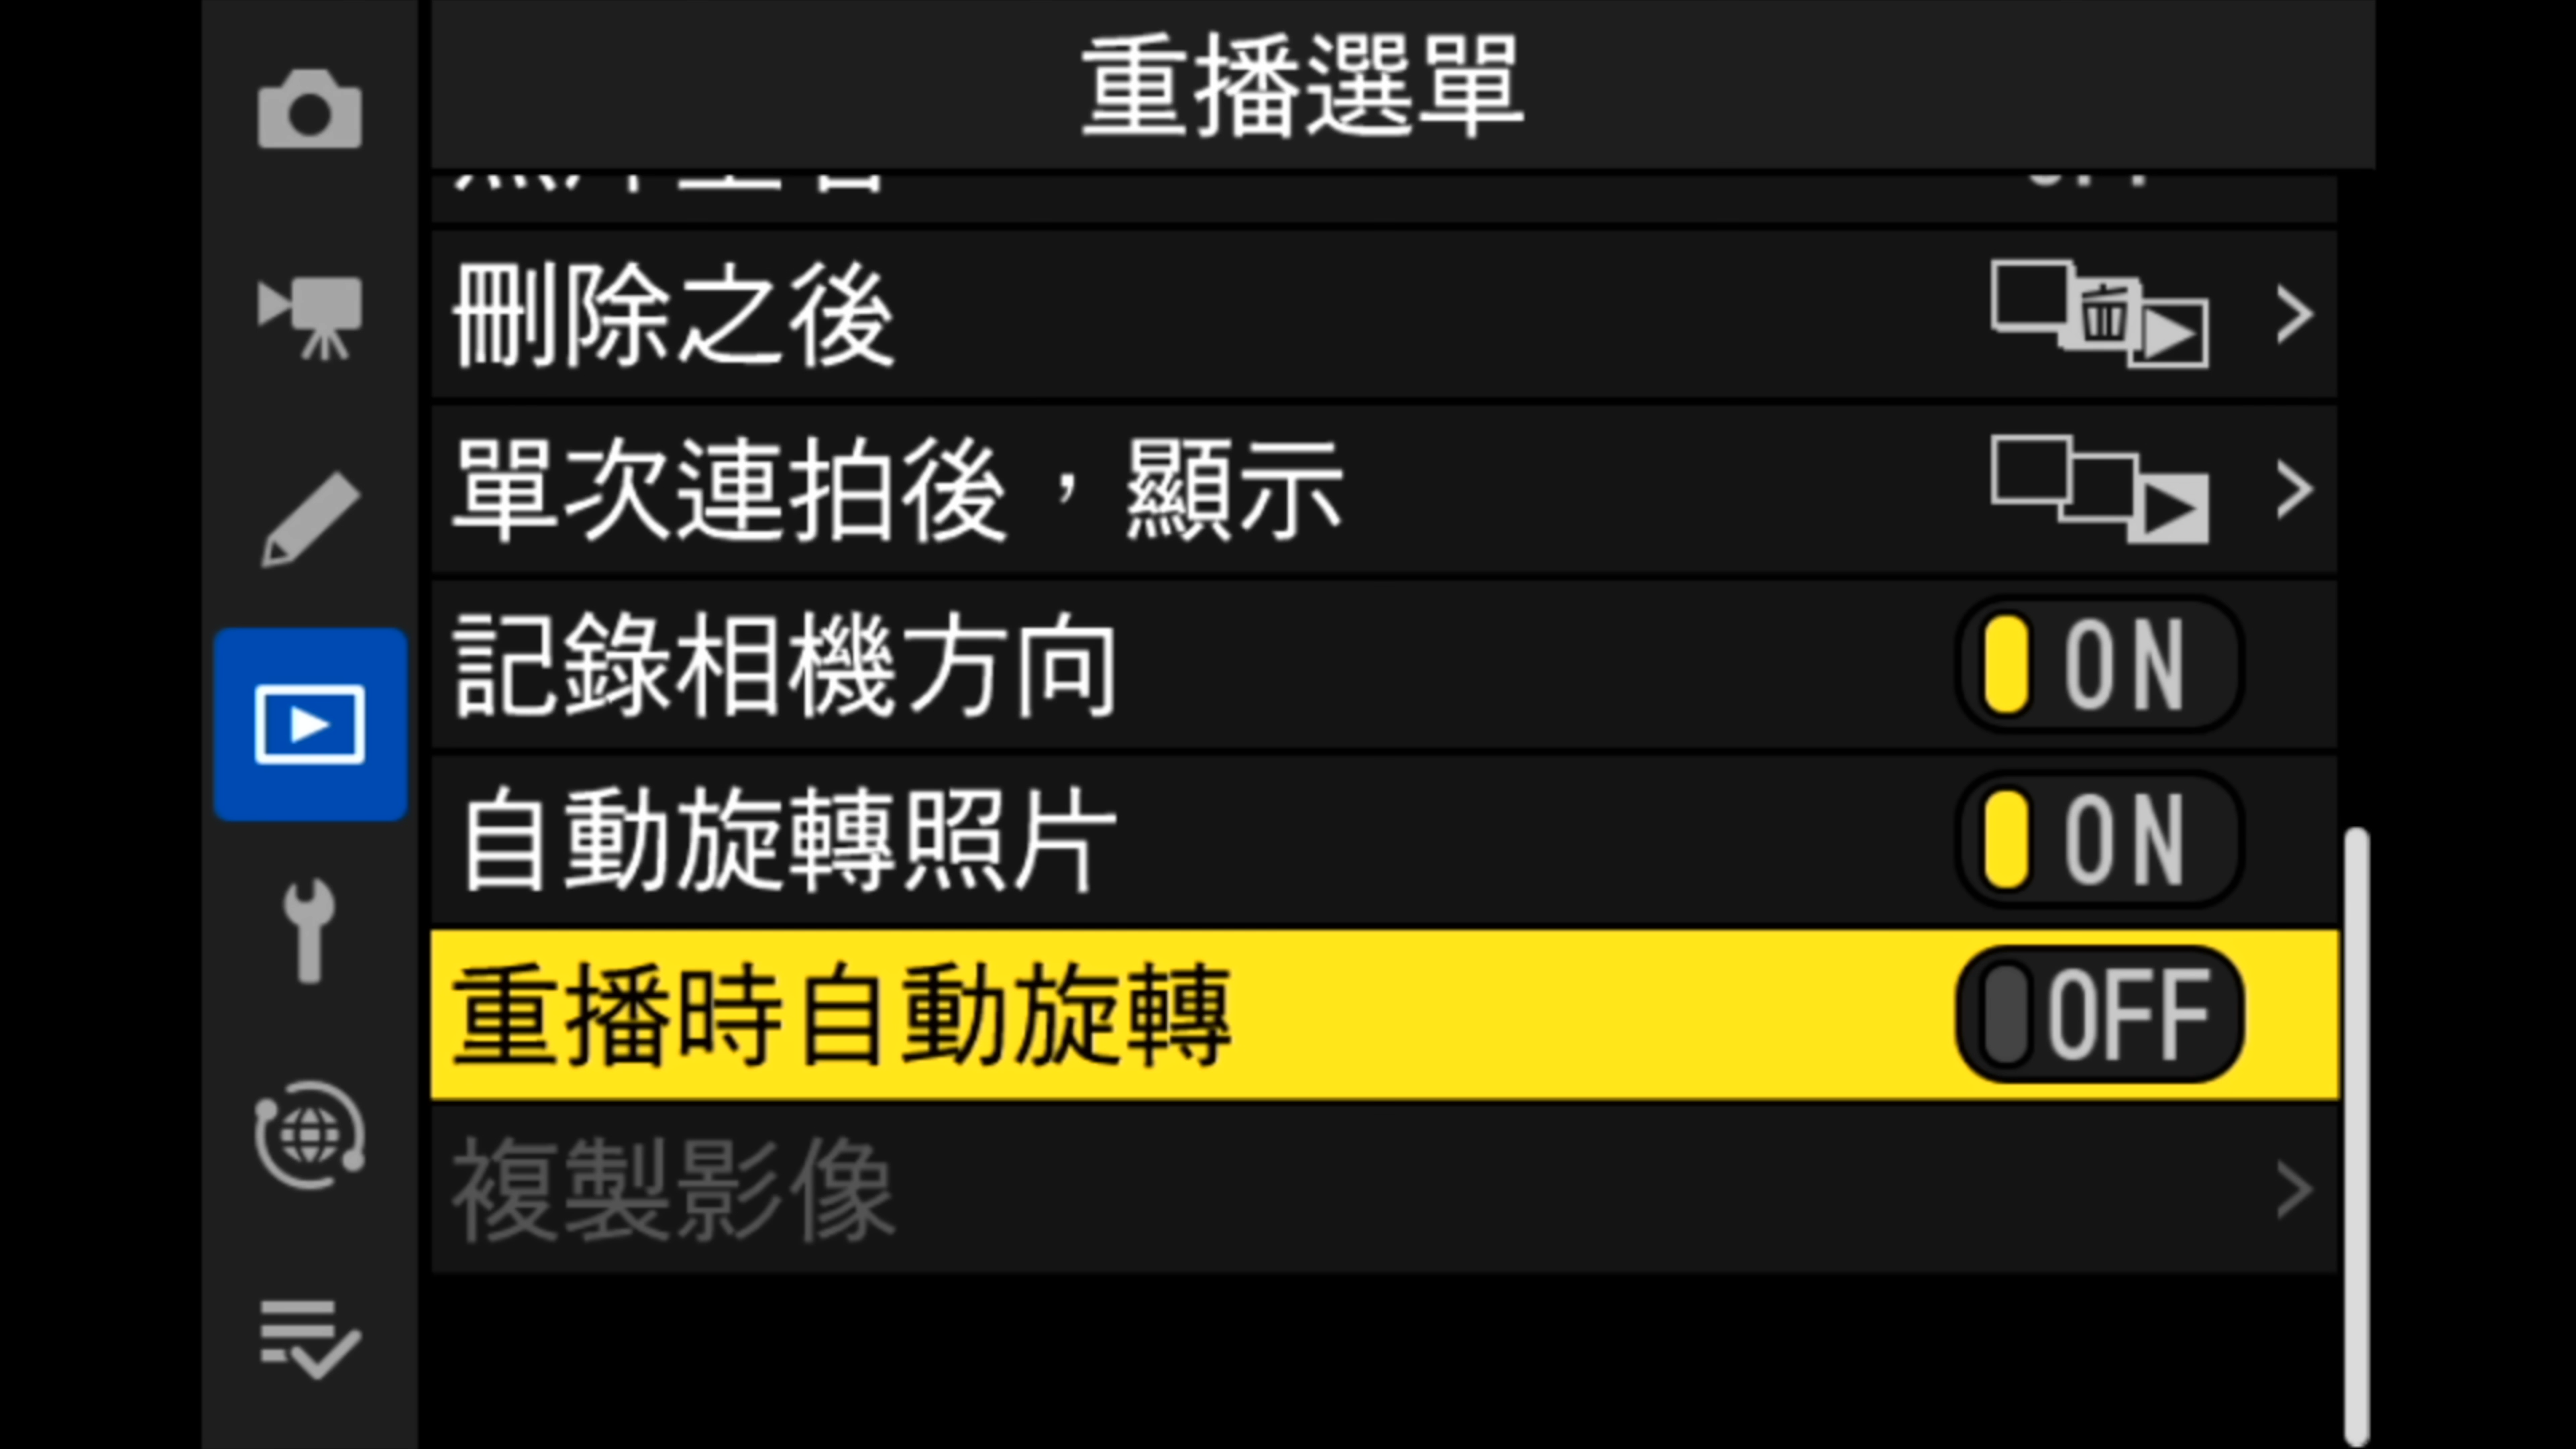 重播選單
刪除之後
單次連拍後，顯示
記錄相機方向 ON
自動旋轉照片 ON
重播時自動旋轉 OFF
複製影像